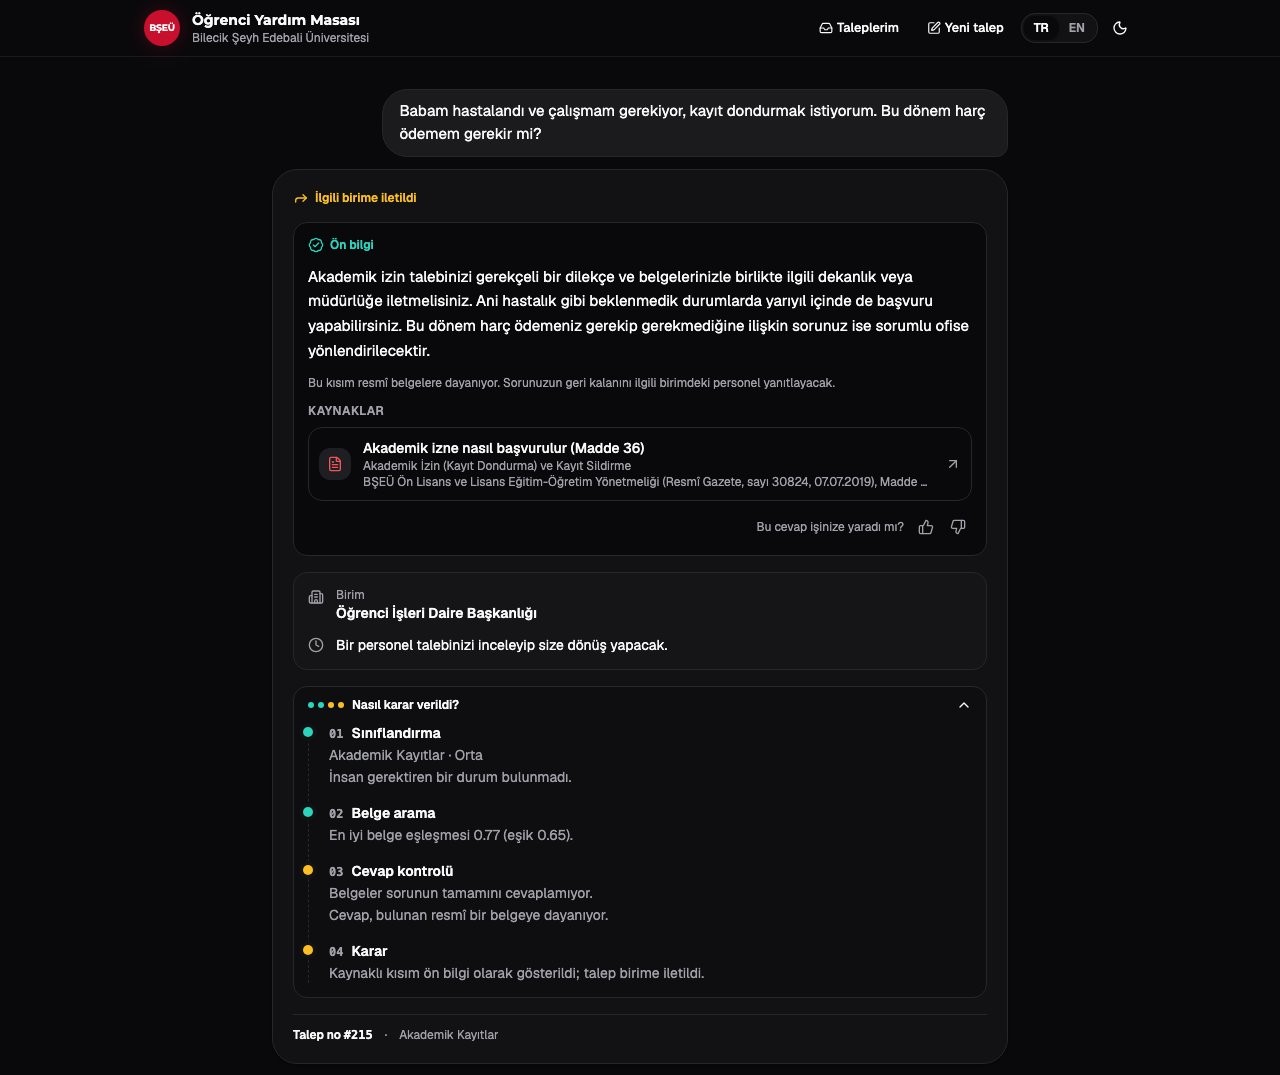 BŞEÜ
Öğrenci Yardım Masası
Bilecik Şeyh Edebali Üniversitesi
Taleplerim
Yeni talep
TR
EN
Babam hastalandı ve çalışmam gerekiyor, kayıt dondurmak istiyorum. Bu dönem harç
ödemem gerekir mi?
İlgili birime iletildi
Ön bilgi
Akademik izin talebinizi gerekçeli bir dilekçe ve belgelerinizle birlikte ilgili dekanlık veya
müdürlüğe iletmelisiniz. Ani hastalık gibi beklenmedik durumlarda yarıyıl içinde de başvuru
yapabilirsiniz. Bu dönem harç ödemeniz gerekip gerekmediğine ilişkin sorunuz ise sorumlu ofise
yönlendirilecektir.
Bu kısım resmî belgelere dayanıyor. Sorunuzun geri kalanını ilgili birimdeki personel yanıtlayacak.
KAYNAKLAR
Akademik izne nasıl başvurulur (Madde 36)
Akademik İzin (Kayıt Dondurma) ve Kayıt Sildirme
BŞEÜ Ön Lisans ve Lisans Eğitim-Öğretim Yönetmeliği (Resmî Gazete, sayı 30824, 07.07.2019), Madde ...
Bu cevap işinize yaradı mı?
Birim
Öğrenci İşleri Daire Başkanlığı
Bir personel talebinizi inceleyip size dönüş yapacak.
Nasıl karar verildi?
01 Sınıflandırma
Akademik Kayıtlar · Orta
İnsan gerektiren bir durum bulunmadı.
02 Belge arama
En iyi belge eşleşmesi 0.77 (eşik 0.65).
03 Cevap kontrolü
Belgeler sorunun tamamını cevaplamıyor.
Cevap, bulunan resmî bir belgeye dayanıyor.
04 Karar
Kaynaklı kısım ön bilgi olarak gösterildi; talep birime iletildi.
Talep no #215 · Akademik Kayıtlar